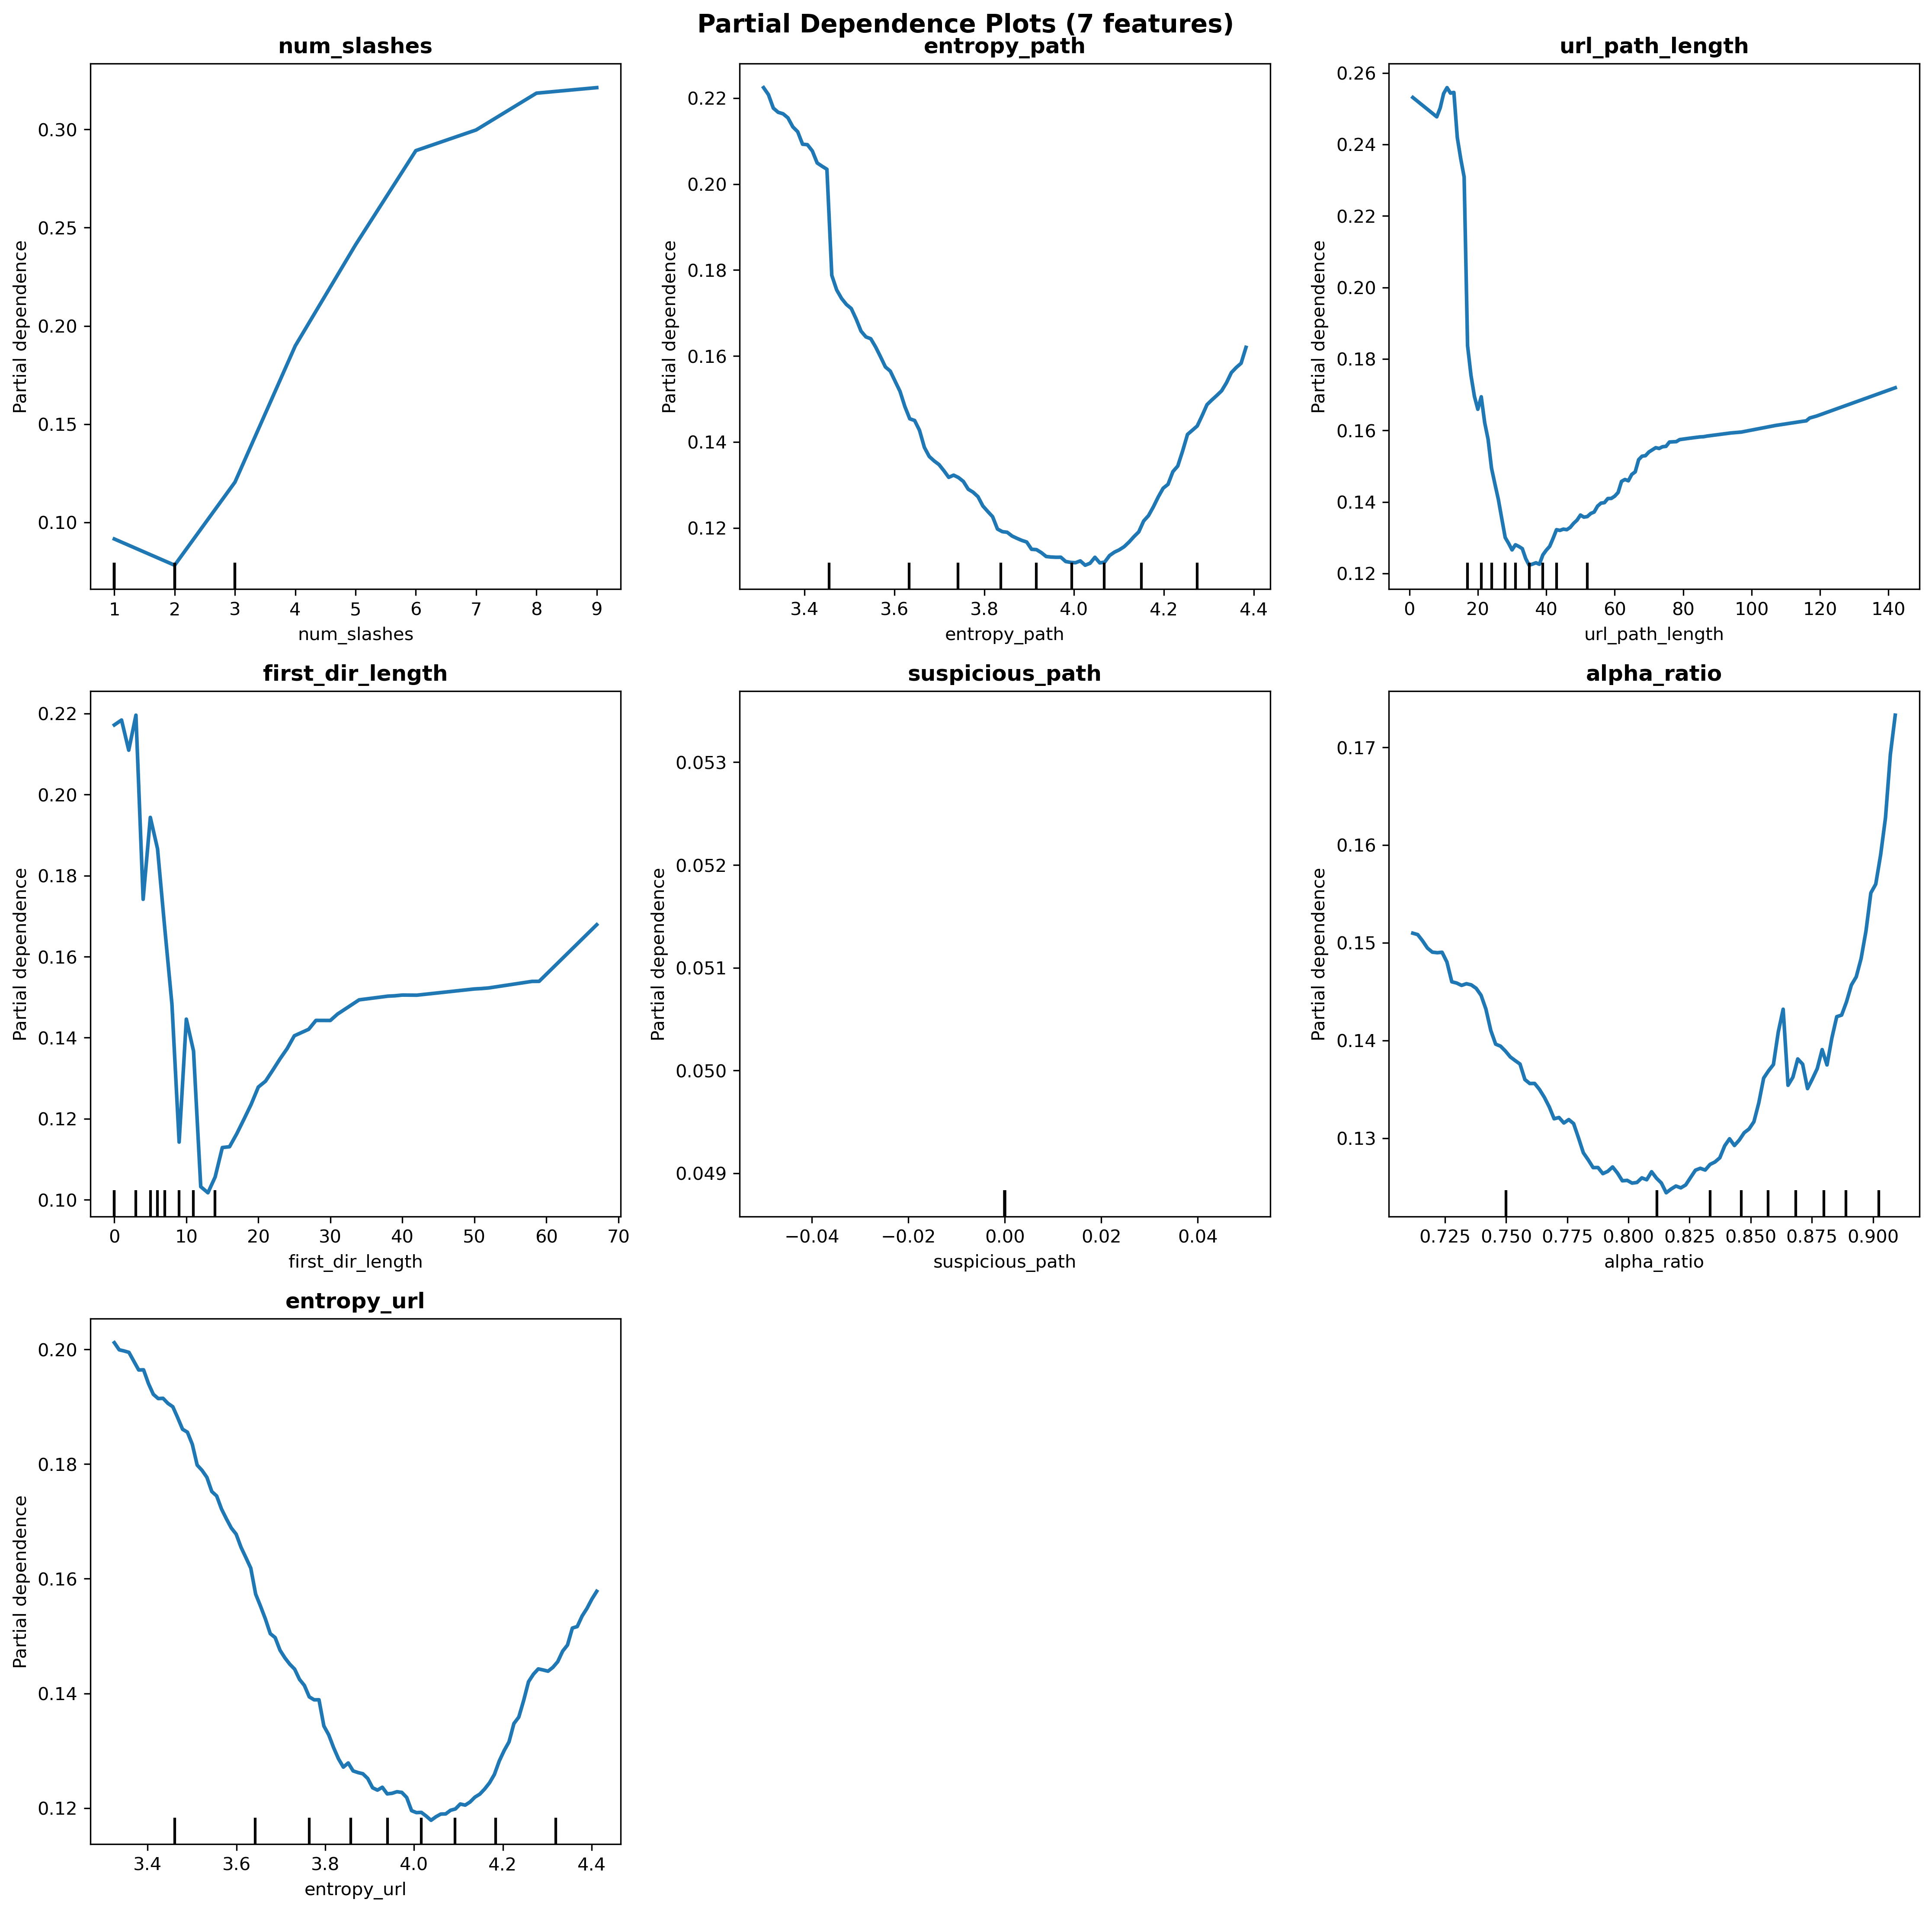 Partial Dependence Plots (7 features)
num_slashes
Partial dependence
0.30
0.25
0.20
0.15
0.10
1 2 3 4 5 6 7 8 9
num_slashes
entropy_path
Partial dependence
0.22
0.20
0.18
0.16
0.14
0.12
3.4 3.6 3.8 4.0 4.2 4.4
entropy_path
url_path_length
Partial dependence
0.26
0.24
0.22
0.20
0.18
0.16
0.14
0.12
0 20 40 60 80 100 120 140
url_path_length
first_dir_length
Partial dependence
0.22
0.20
0.18
0.16
0.14
0.12
0.10
0 10 20 30 40 50 60 70
first_dir_length
suspicious_path
Partial dependence
0.053
0.052
0.051
0.050
0.049
−0.04 −0.02 0.00 0.02 0.04
suspicious_path
alpha_ratio
Partial dependence
0.17
0.16
0.15
0.14
0.13
0.725 0.750 0.775 0.800 0.825 0.850 0.875 0.900
alpha_ratio
entropy_url
Partial dependence
0.20
0.18
0.16
0.14
0.12
3.4 3.6 3.8 4.0 4.2 4.4
entropy_url